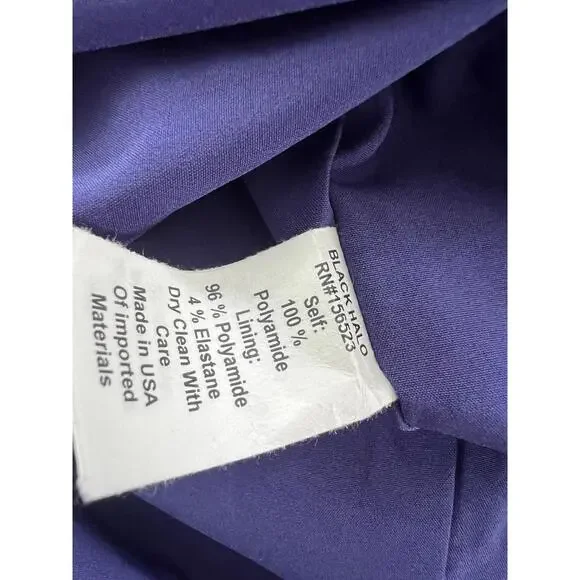 BLACK HALO
RN#156523
Self:
100 %
Polyamide
Lining:
96 % Polyamide
4 % Elastane
Dry Clean With
Care
Made in USA
Of imported
Materials